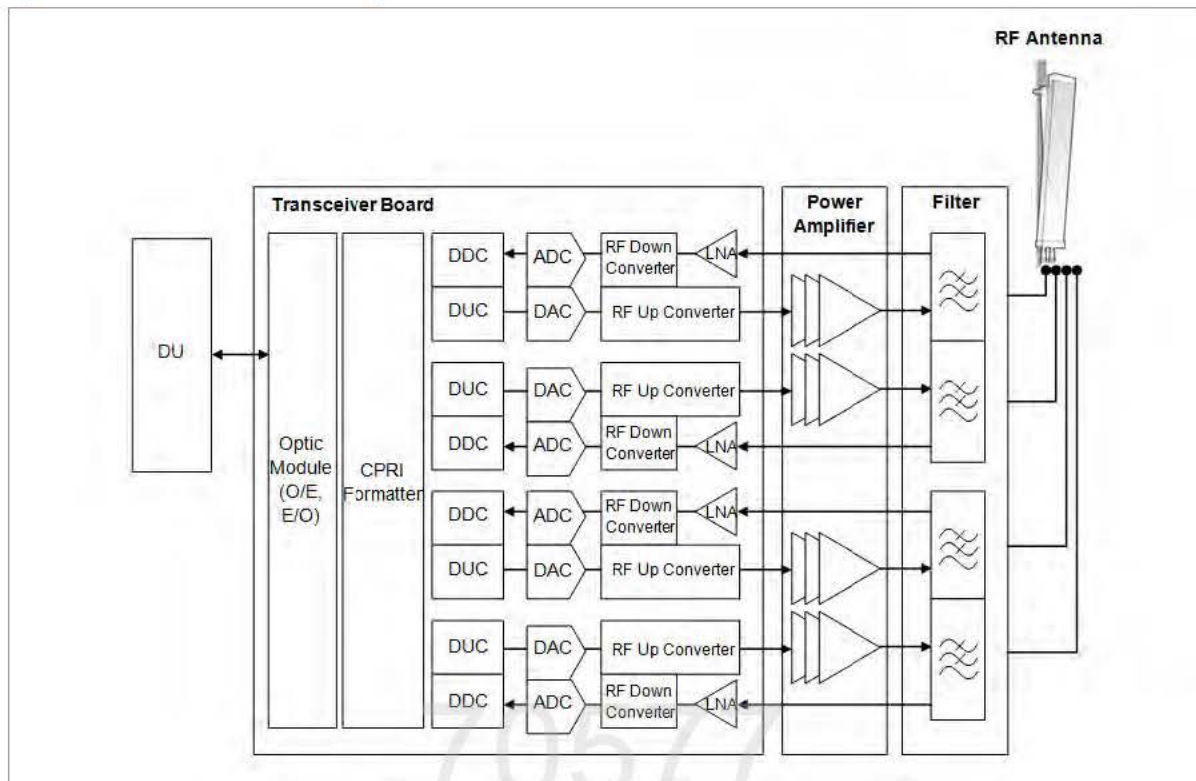 RF Antenna
Transceiver Board
Power
Amplifier
Filter
DU
Optic
Module
(O/E,
E/O)
CPRI
Formatter
DDC
ADC
RF Down
Converter
LNA
DUC
DAC
RF Up Converter
DUC
DAC
RF Up Converter
DDC
ADC
RF Down
Converter
LNA
DDC
ADC
RF Down
Converter
LNA
DUC
DAC
RF Up Converter
DUC
DAC
RF Up Converter
DDC
ADC
RF Down
Converter
LNA
70577